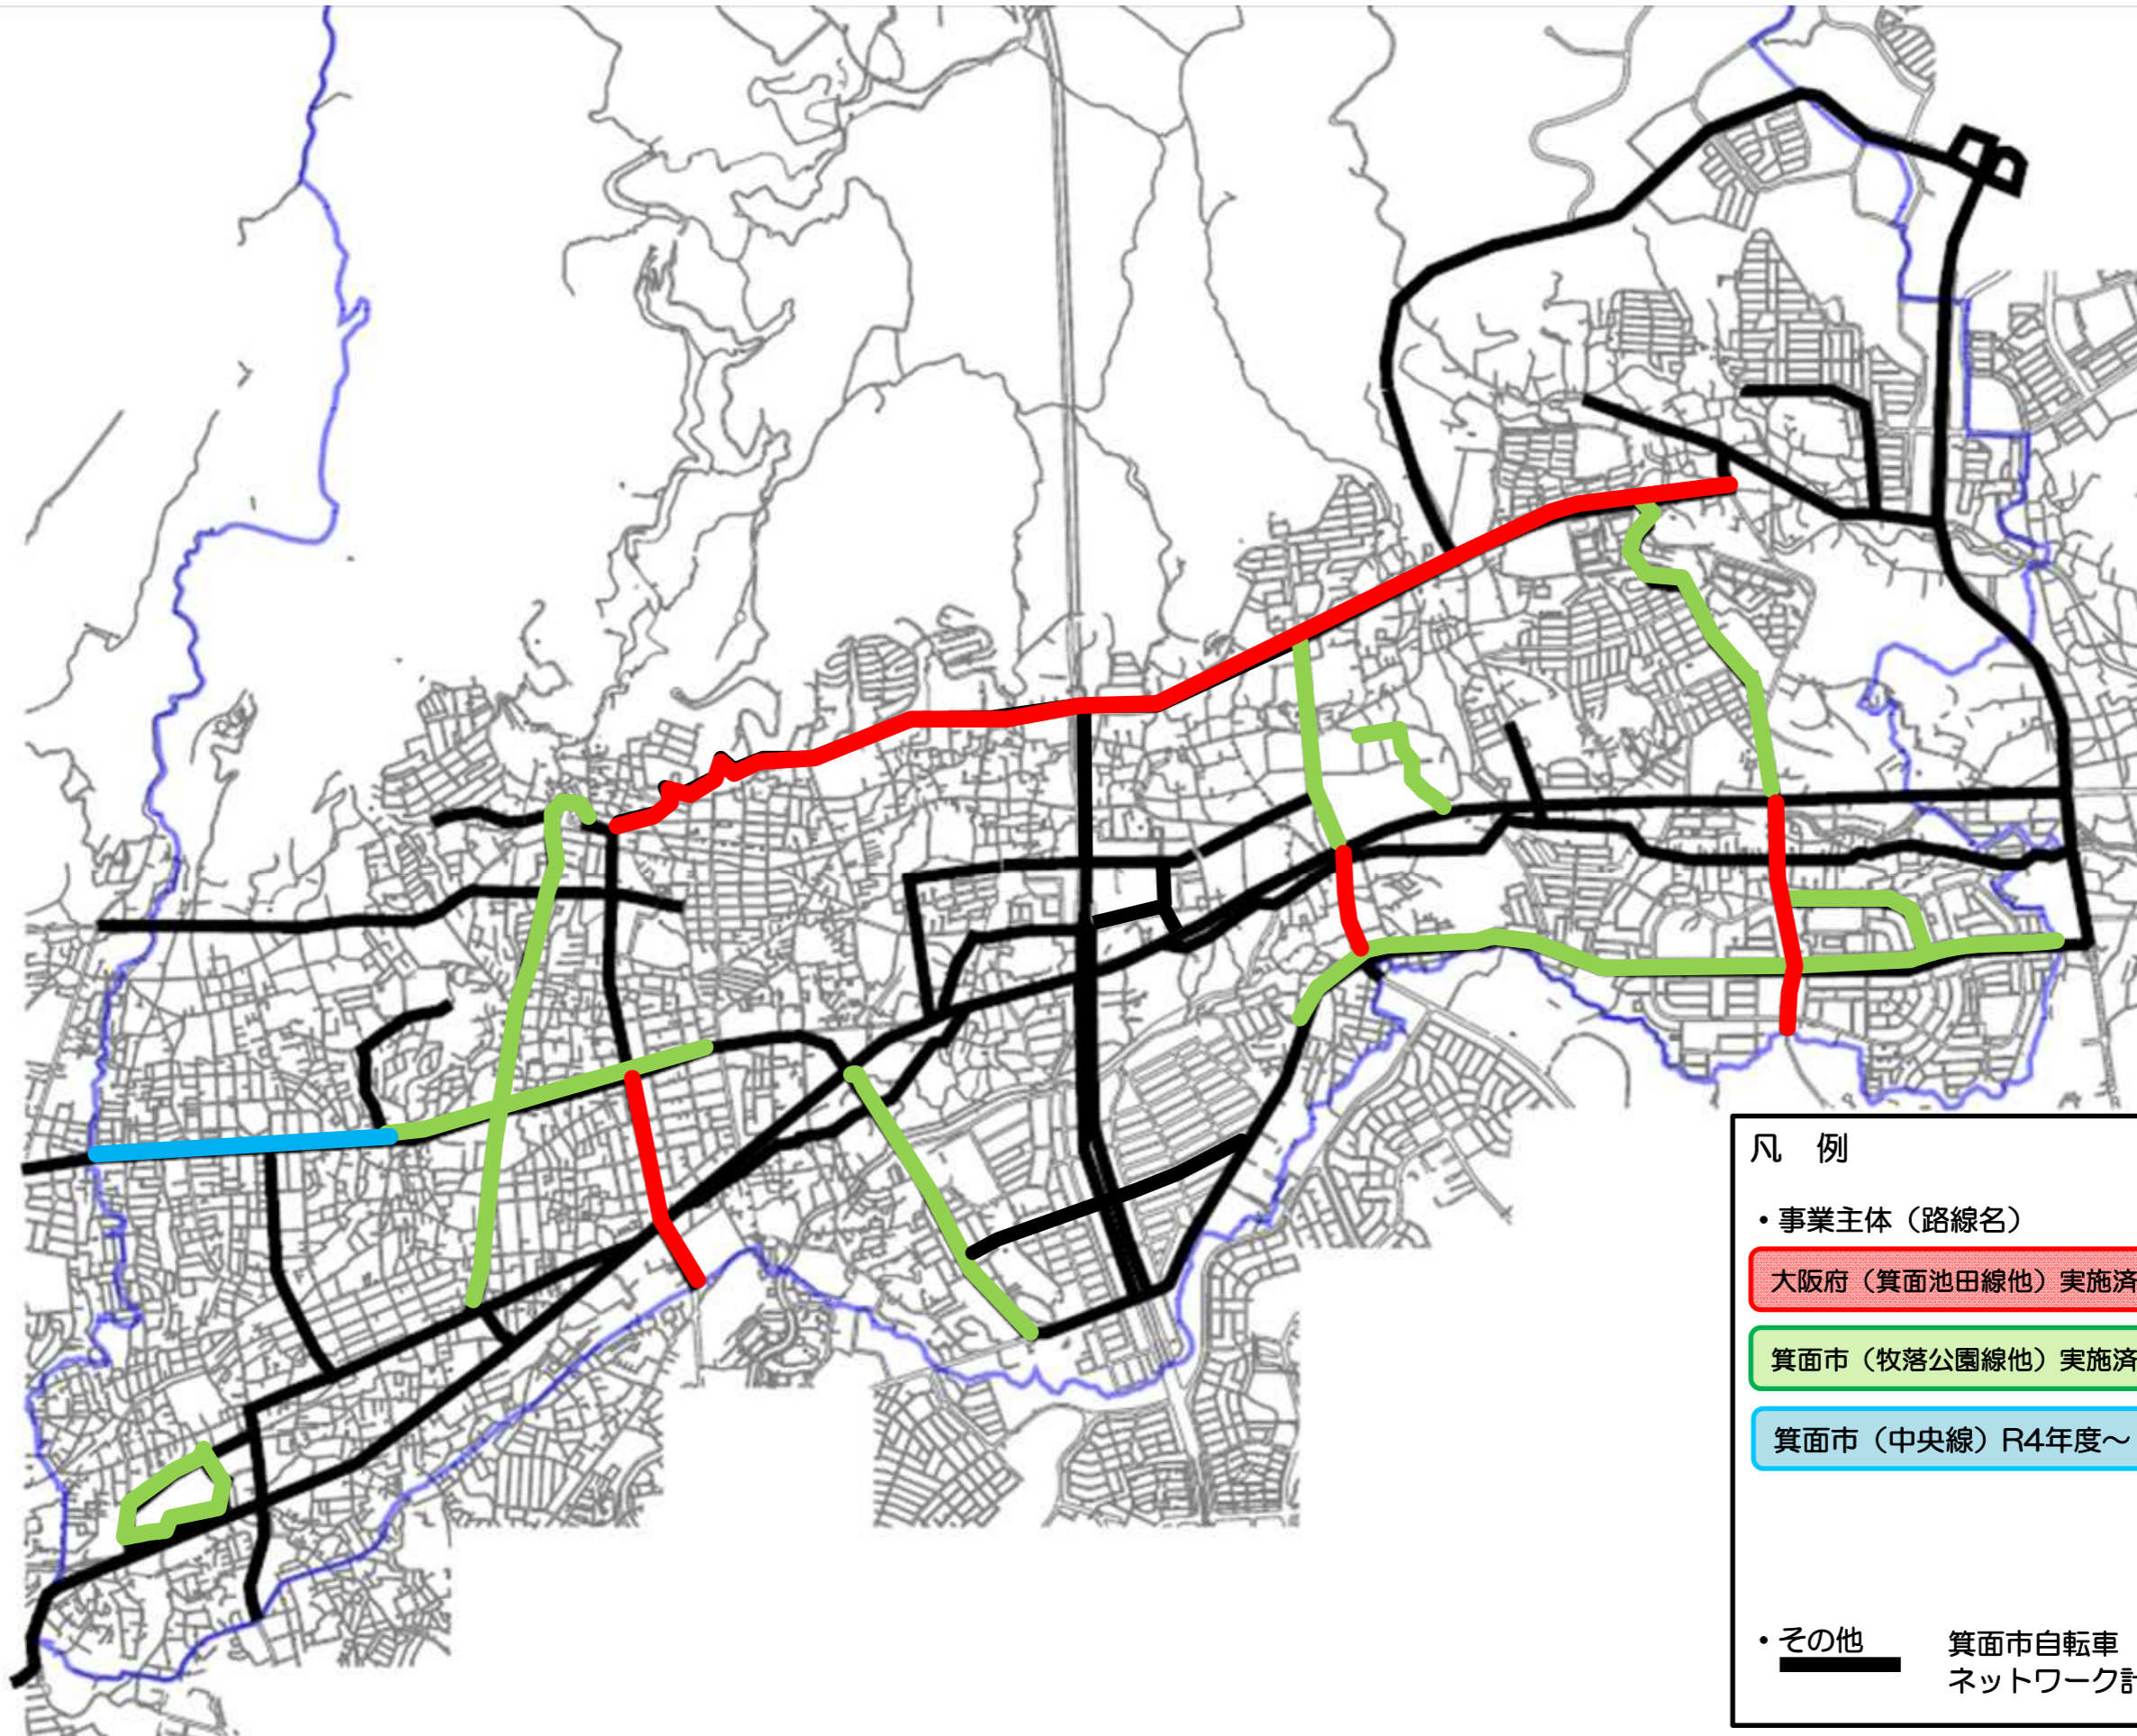 凡　例
・事業主体（路線名）
大阪府（箕面池田線他）実施済
箕面市（牧落公園線他）実施済
箕面市（中央線）R4年度～
・その他
箕面市自転車
ネットワーク計